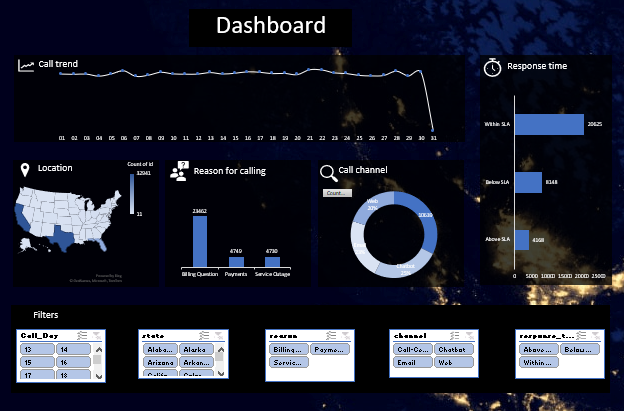 Dashboard
Call trend
01 02 03 04 05 06 07 08 09 10 11 12 13 14 15 16 17 18 19 20 21 22 23 24 25 26 27 28 29 30 31
Response time
Within SLA 20625
Below SLA 8148
Above SLA 4168
0 5000 10000 15000 20000 25000
Location
Count of Id
32941
11
Powered by Bing
© GeoNames, Microsoft, TomTom
Reason for calling
23462
4749
4730
Billing Question Payments Service Outage
Call channel
Count...
Web
20%
10639
Chatbot
25%
Filters
Call_Day
13 14
15 16
17 18
state
Alaba... Alaska
Arizona Arkan...
Califo... Color...
reason
Billing... Payme...
Servic...
channel
Call-Ce... Chatbot
Email Web
response_t...
Above... Below...
Within...